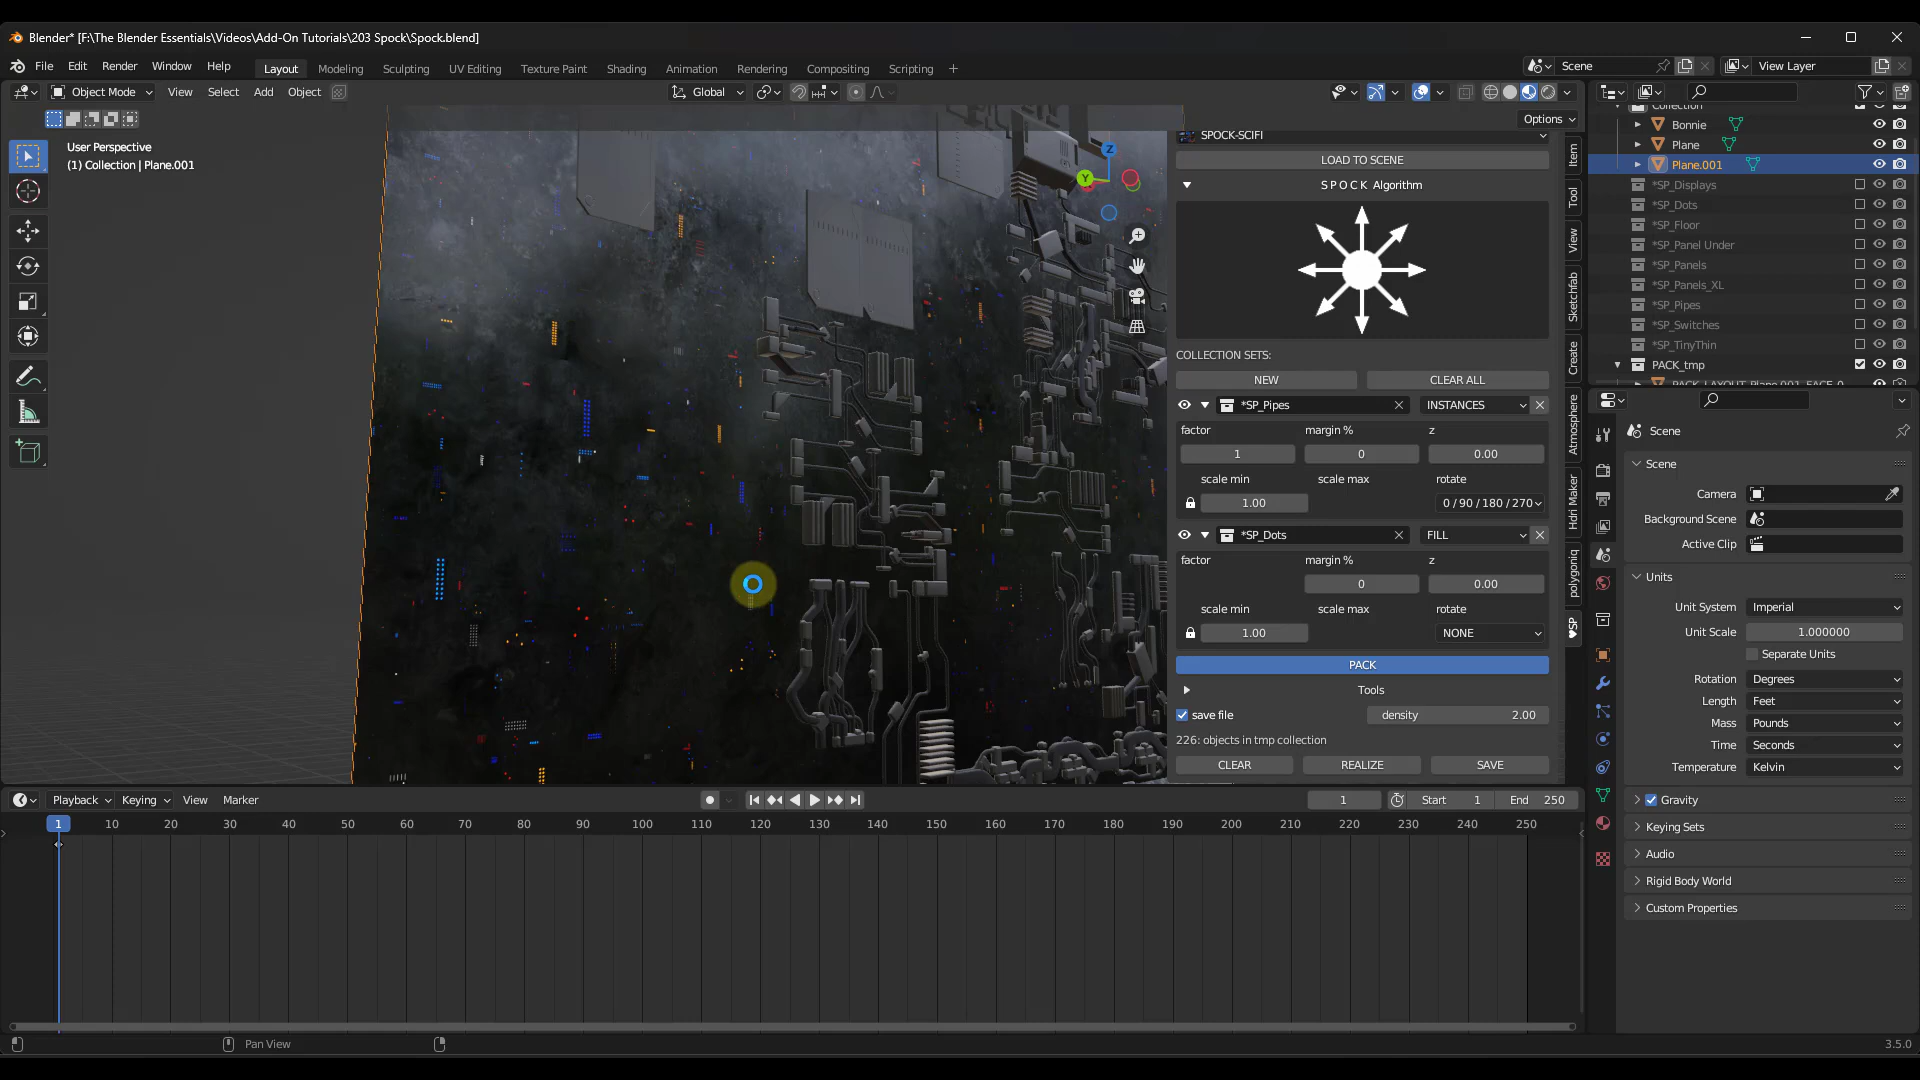 Blender* [F:\The Blender Essentials\Videos\Add-On Tutorials\203 Spock\Spock.blend]
File Edit Render Window Help
Layout Modeling Sculpting UV Editing Texture Paint Shading Animation Rendering Compositing Scripting +
Scene
View Layer
Object Mode View Select Add Object
Global
Options
User Perspective
(1) Collection | Plane.001
Z
Y
SPOCK-SCIFI
LOAD TO SCENE
S P O C K Algorithm
COLLECTION SETS:
NEW CLEAR ALL
*SP_Pipes INSTANCES
factor margin % z
1 0 0.00
scale min scale max rotate
1.00 0 / 90 / 180 / 270
*SP_Dots FILL
factor margin % z
0 0.00
scale min scale max rotate
1.00 NONE
PACK
Tools
save file density 2.00
226: objects in tmp collection
CLEAR REALIZE SAVE
Item
Tool
View
Sketchfab
Create
Atmosphere
Hdri Maker
polygoniq
♥SP
Collection
Bonnie
Plane
Plane.001
*SP_Displays
*SP_Dots
*SP_Floor
*SP_Panel Under
*SP_Panels
*SP_Panels_XL
*SP_Pipes
*SP_Switches
*SP_TinyThin
PACK_tmp
PACK_LAYOUT_Plane.001_FACE_0
Scene
Scene
Camera
Background Scene
Active Clip
Units
Unit System Imperial
Unit Scale 1.000000
Separate Units
Rotation Degrees
Length Feet
Mass Pounds
Time Seconds
Temperature Kelvin
Gravity
Keying Sets
Audio
Rigid Body World
Custom Properties
Playback Keying View Marker
1 Start 1 End 250
1 10 20 30 40 50 60 70 80 90 100 110 120 130 140 150 160 170 180 190 200 210 220 230 240 250
Pan View
3.5.0